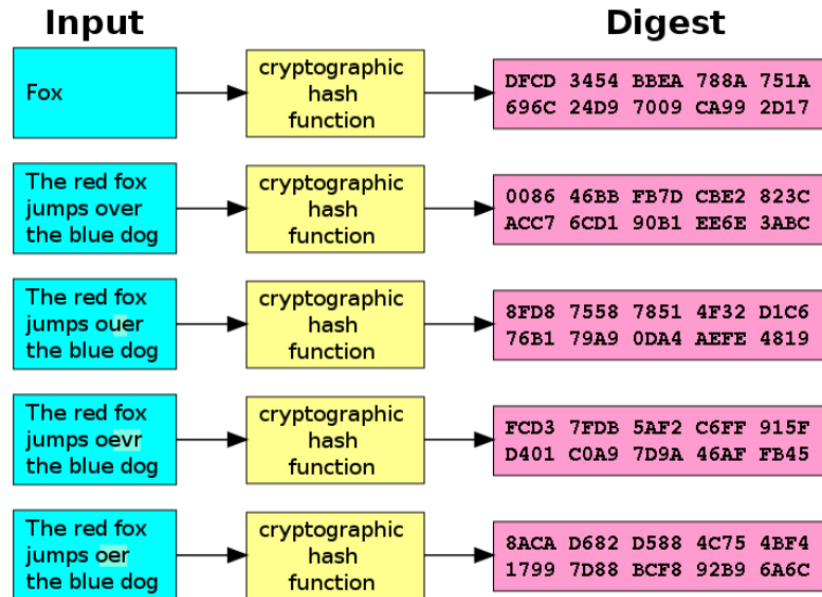 Input
Digest
Fox
cryptographic
hash
function
DFCD 3454 BBEA 788A 751A
696C 24D9 7009 CA99 2D17
The red fox
jumps over
the blue dog
cryptographic
hash
function
0086 46BB FB7D CBE2 823C
ACC7 6CD1 90B1 EE6E 3ABC
The red fox
jumps ouer
the blue dog
cryptographic
hash
function
8FD8 7558 7851 4F32 D1C6
76B1 79A9 0DA4 AEFE 4819
The red fox
jumps oevr
the blue dog
cryptographic
hash
function
FCD3 7FDB 5AF2 C6FF 915F
D401 C0A9 7D9A 46AF FB45
The red fox
jumps oer
the blue dog
cryptographic
hash
function
8ACA D682 D588 4C75 4BF4
1799 7D88 BCF8 92B9 6A6C